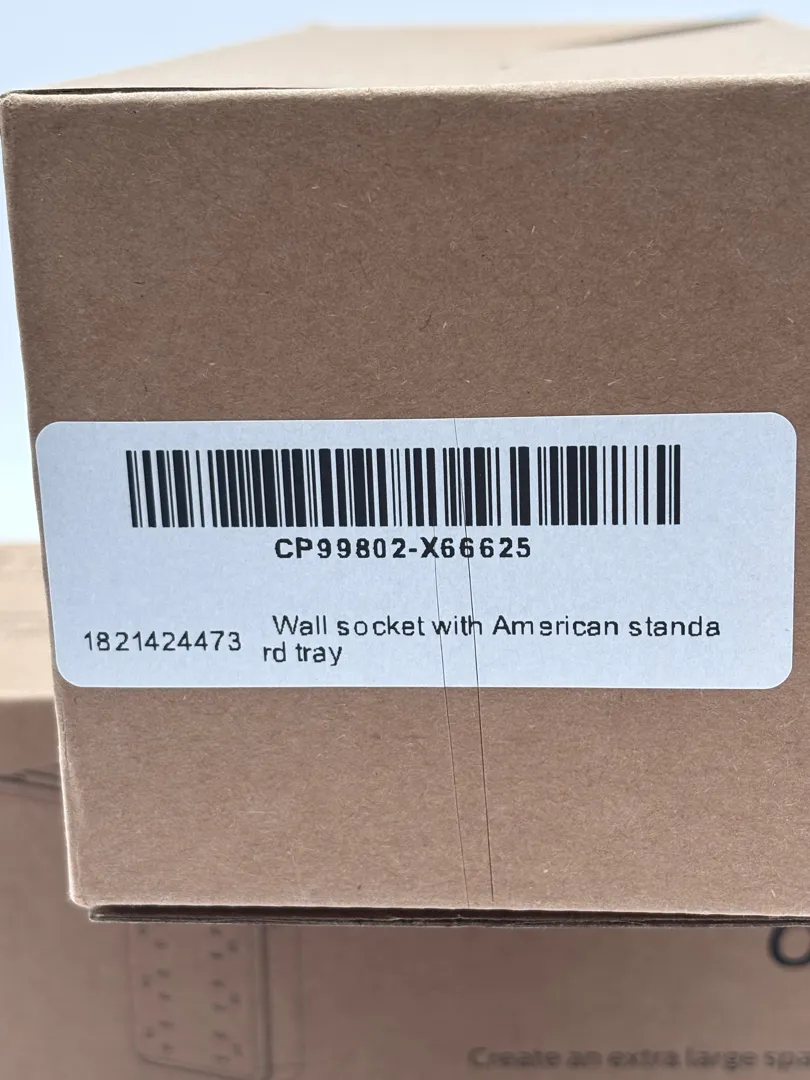 CP99802-X66625
1821424473 Wall socket with American standa
rd tray
Create an extra large spa